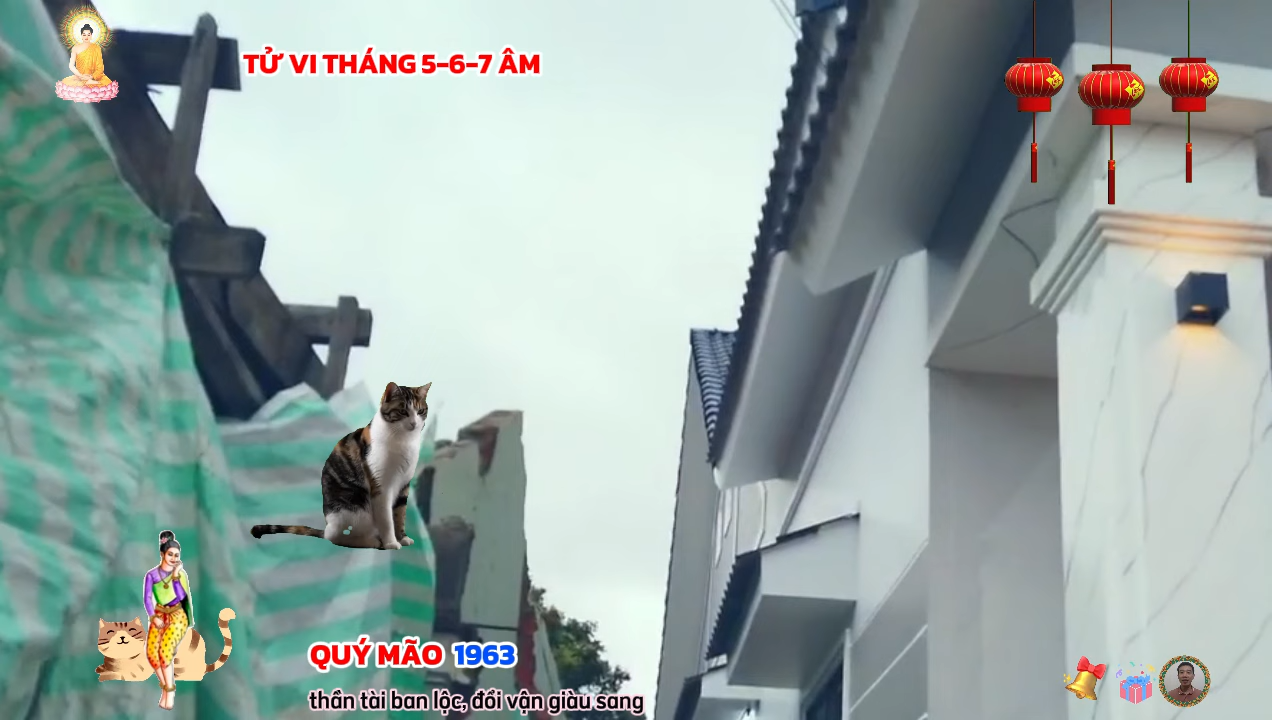 TỬ VI THÁNG 5-6-7 ÂM
QUÝ MÃO 1963
thần tài ban lộc, đổi vận giàu sang